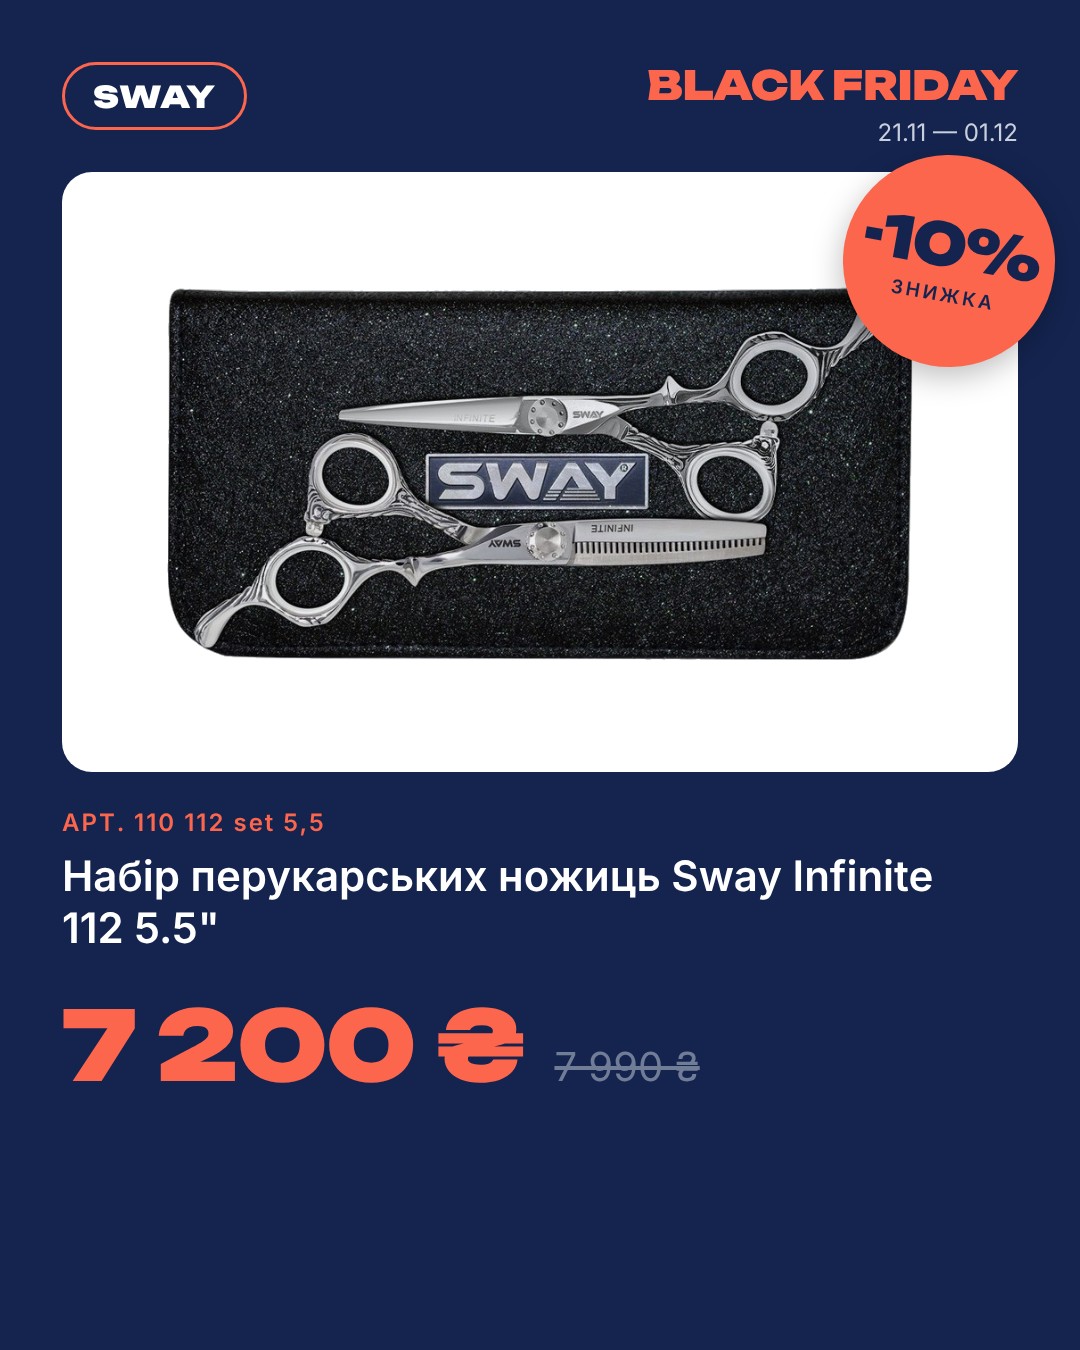 SWAY
BLACK FRIDAY
21.11 — 01.12
-10%
ЗНИЖКА
INFINITE
SWAY
SWAY®
INFINITE
SWAY
АРТ. 110 112 set 5,5
Набір перукарських ножиць Sway Infinite
112 5.5"
7 200 ₴
7 990 ₴